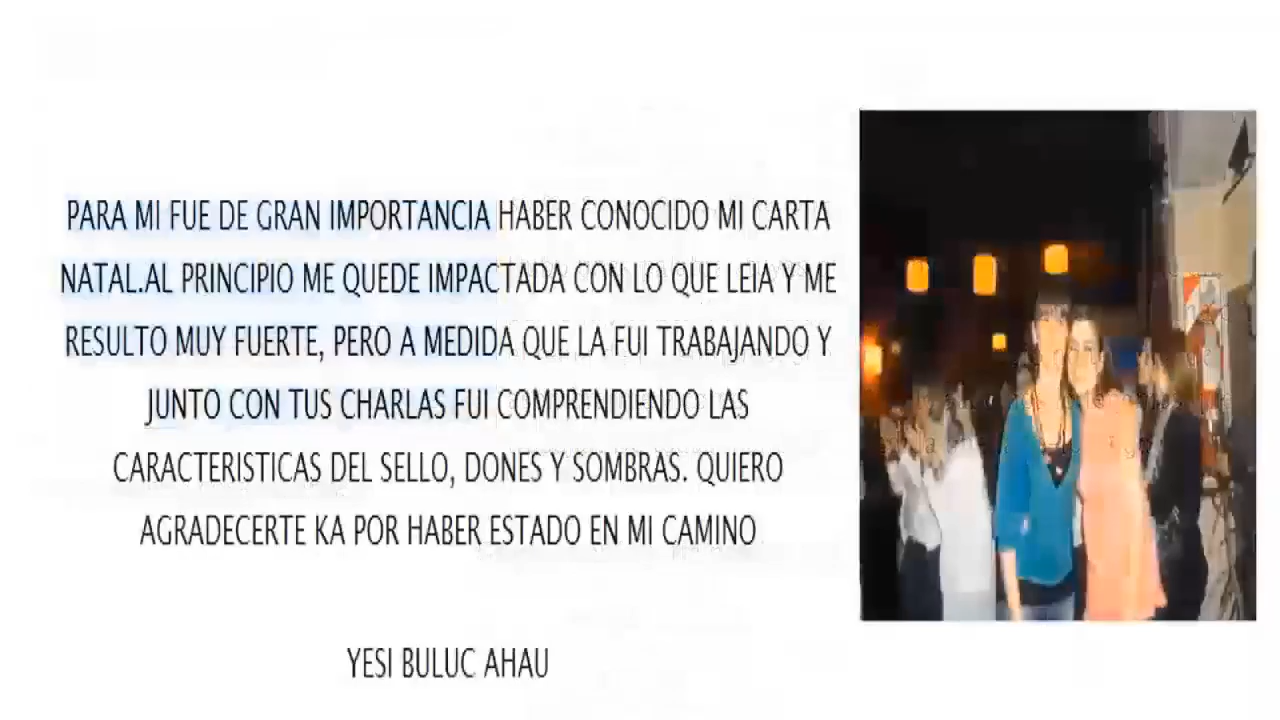 PARA MI FUE DE GRAN IMPORTANCIA HABER CONOCIDO MI CARTA
NATAL.AL PRINCIPIO ME QUEDE IMPACTADA CON LO QUE LEIA Y ME
RESULTO MUY FUERTE, PERO A MEDIDA QUE LA FUI TRABAJANDO Y
JUNTO CON TUS CHARLAS FUI COMPRENDIENDO LAS
CARACTERISTICAS DEL SELLO, DONES Y SOMBRAS. QUIERO
AGRADECERTE KA POR HABER ESTADO EN MI CAMINO
YESI BULUC AHAU